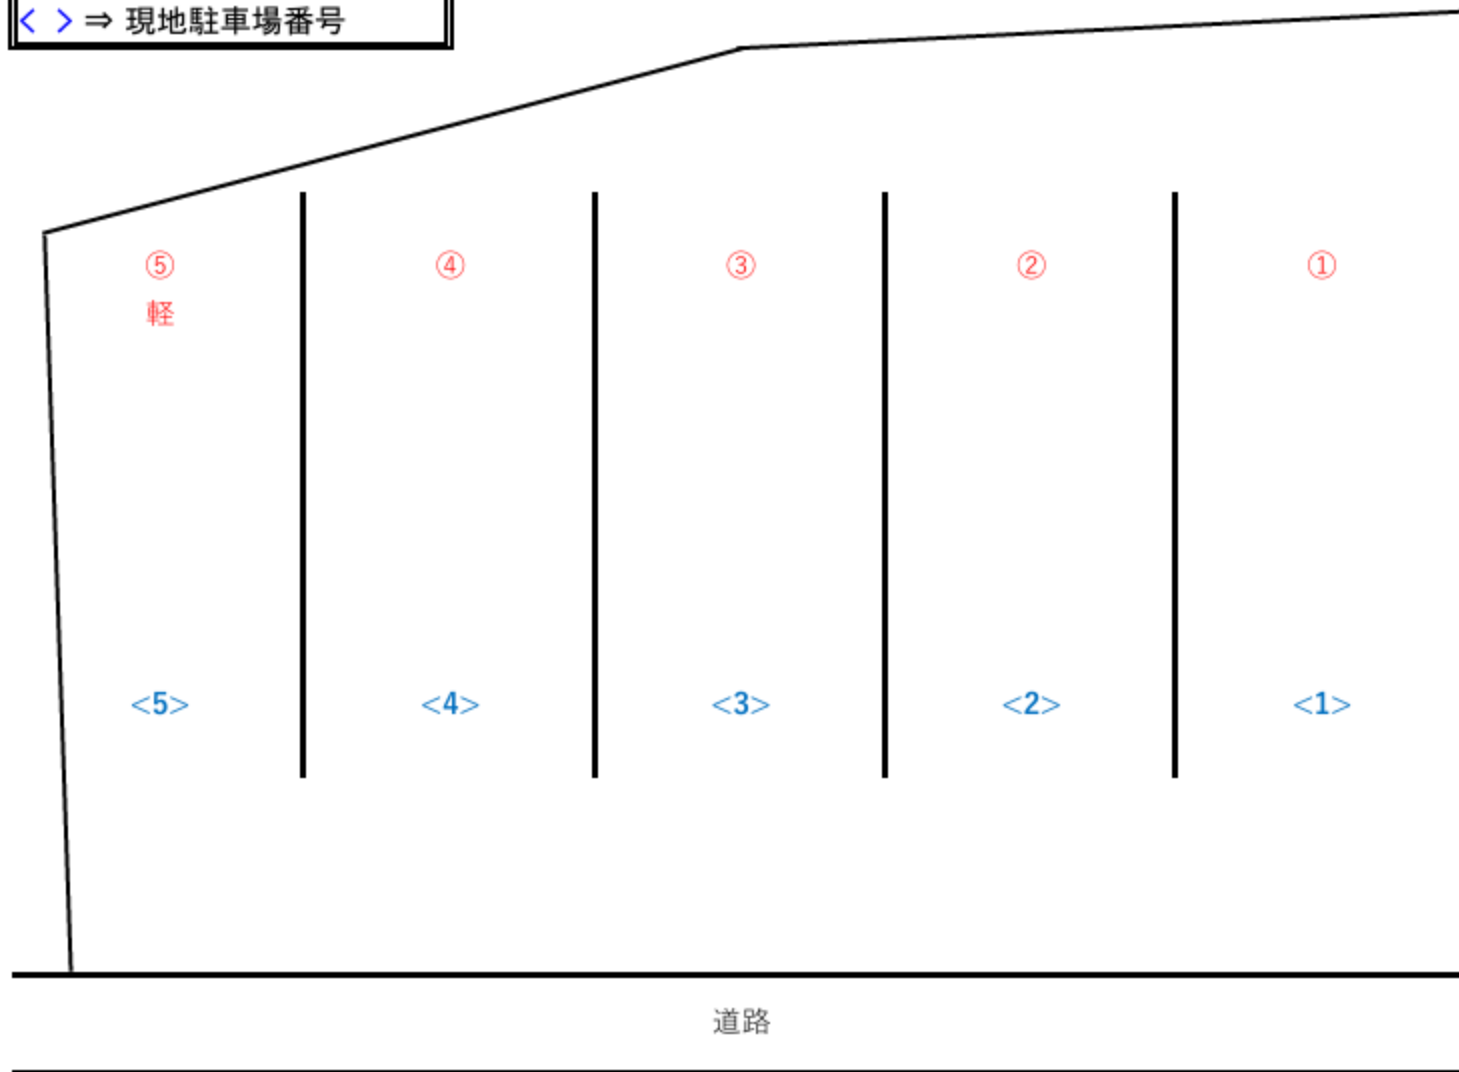 < > ⇒ 現地駐車場番号
⑤ ④ ③ ② ①
軽
<5> <4> <3> <2> <1>
道路